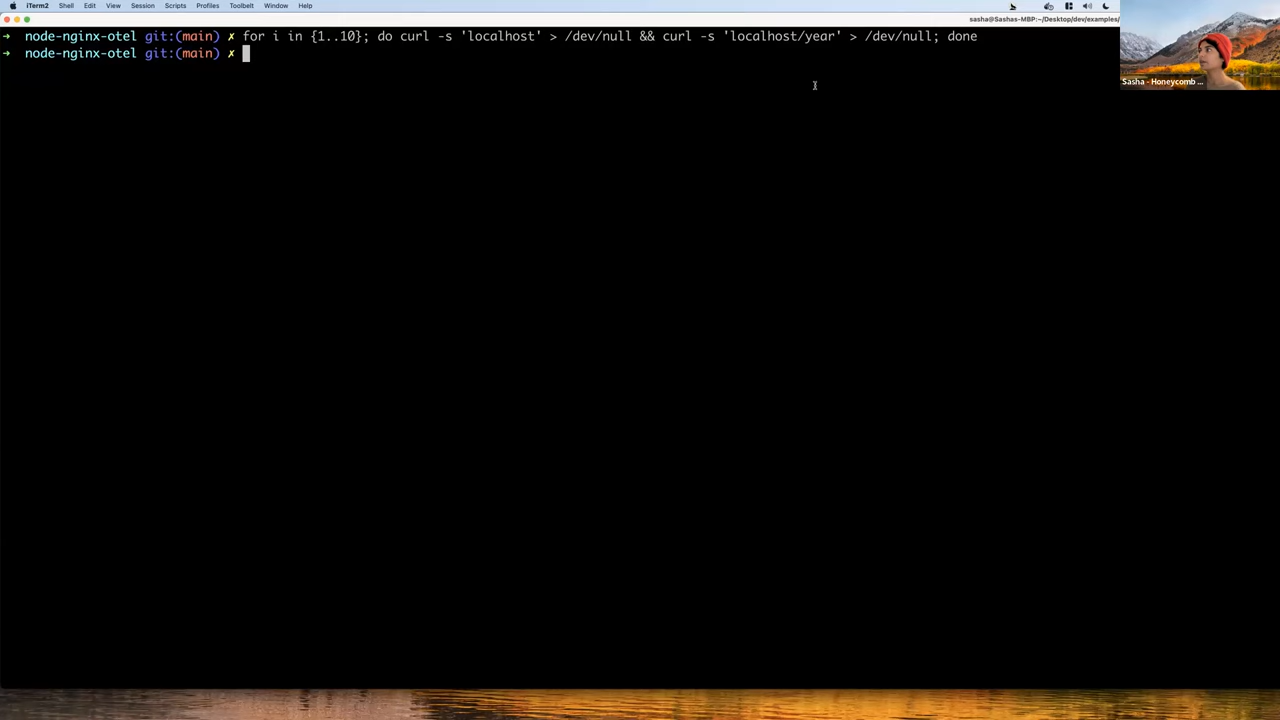 iTerm2 Shell Edit View Session Scripts Profiles Toolbelt Window Help
sasha@Sashas-MBP:~/Desktop/dev/examples/
➜ node-nginx-otel git:(main) ✗ for i in {1..10}; do curl -s 'localhost' > /dev/null && curl -s 'localhost/year' > /dev/null; done
➜ node-nginx-otel git:(main) ✗
Sasha - Honeycomb ...